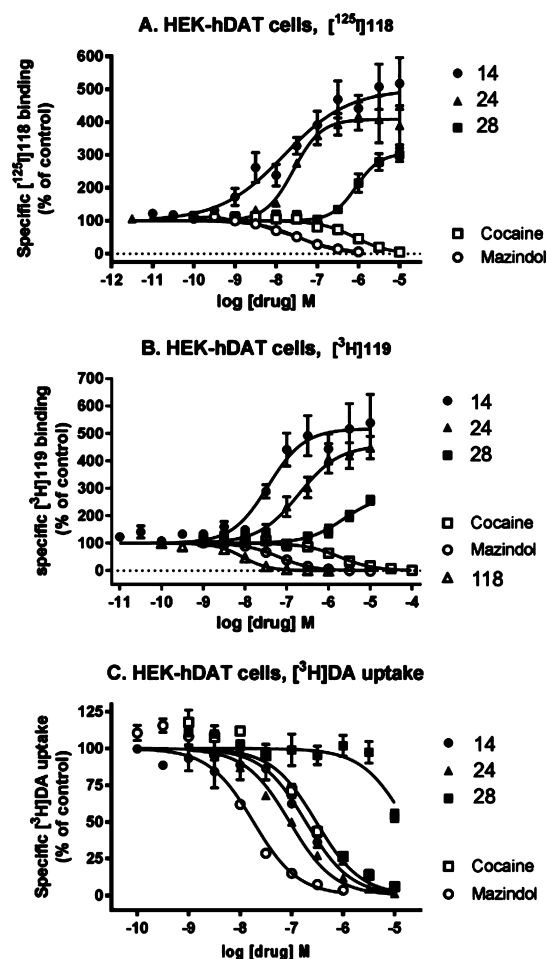 A. HEK-hDAT cells, [¹²⁵I]118
Specific [¹²⁵I]118 binding
(% of control)
600
500
400
300
200
100
0
-12 -11 -10 -9 -8 -7 -6 -5 -4
log [drug] M
14
24
28
Cocaine
Mazindol
B. HEK-hDAT cells, [³H]119
specific [³H]119 binding
(% of control)
700
600
500
400
300
200
100
0
-11 -10 -9 -8 -7 -6 -5 -4
log [drug] M
14
24
28
Cocaine
Mazindol
118
C. HEK-hDAT cells, [³H]DA uptake
Specific [³H]DA uptake
(% of control)
125
100
75
50
25
0
-10 -9 -8 -7 -6 -5
log [drug] M
14
24
28
Cocaine
Mazindol